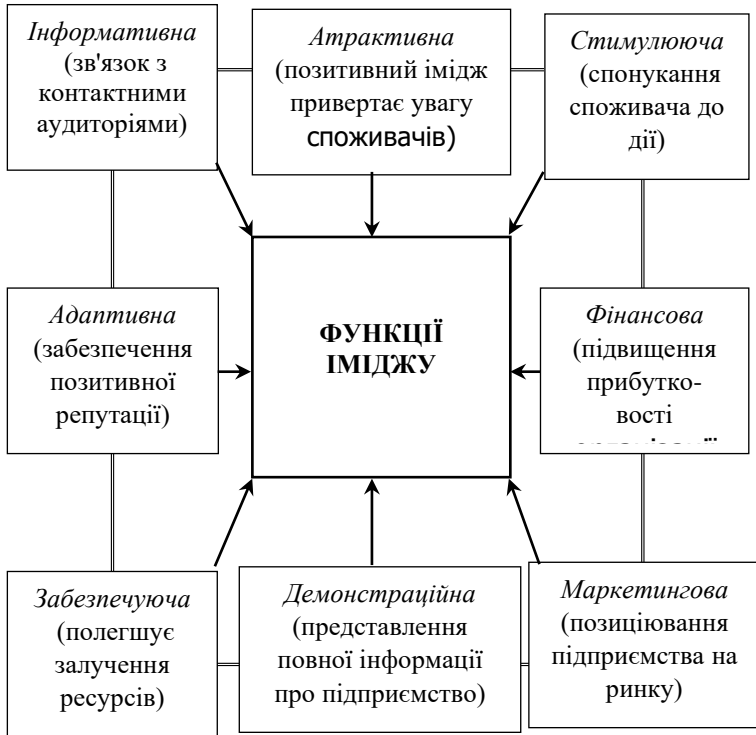 Інформативна
(зв'язок з
контактними
аудиторіями)
Атрактивна
(позитивний імідж
привертає увагу
споживачів)
Стимулююча
(спонукання
споживача до
дії)
Адаптивна
(забезпечення
позитивної
репутації)
ФУНКЦІЇ
ІМІДЖУ
Фінансова
(підвищення
прибутко-
вості
Забезпечуюча
(полегшує
залучення
ресурсів)
Демонстраційна
(представлення
повної інформації
про підприємство)
Маркетингова
(позиціювання
підприємства на
ринку)